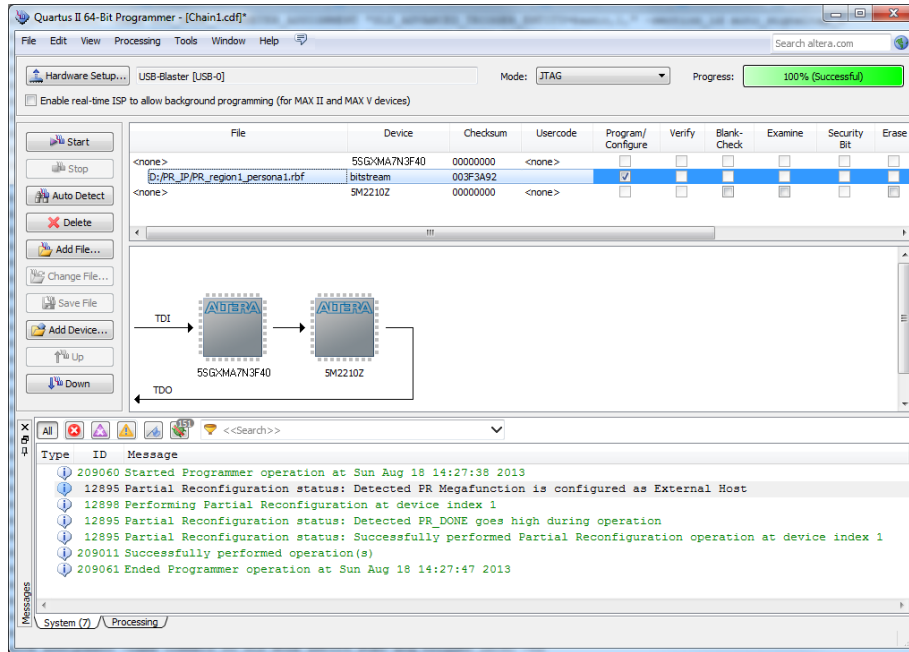 Quartus II 64-Bit Programmer - [Chain1.cdf]*
File Edit View Processing Tools Window Help
Search altera.com
Hardware Setup... USB-Blaster [USB-0] Mode: JTAG Progress: 100% (Successful)
Enable real-time ISP to allow background programming (for MAX II and MAX V devices)
Start
Stop
Auto Detect
Delete
Add File...
Change File...
Save File
Add Device...
Up
Down
File Device Checksum Usercode Program/ Configure Verify Blank- Check Examine Security Bit Erase
<none> 5SGXMA7N3F40 00000000 <none>
D:/PR_IP/PR_region1_persona1.rbf bitstream 003F3A92
<none> 5M2210Z 00000000 <none>
TDI
ALTERA
ALTERA
5SGXMA7N3F40
5M2210Z
TDO
All 151 <<Search>>
Type ID Message
209060 Started Programmer operation at Sun Aug 18 14:27:38 2013
12895 Partial Reconfiguration status: Detected PR Megafunction is configured as External Host
12898 Performing Partial Reconfiguration at device index 1
12895 Partial Reconfiguration status: Detected PR_DONE goes high during operation
12895 Partial Reconfiguration status: Successfully performed Partial Reconfiguration operation at device index 1
209011 Successfully performed operation(s)
209061 Ended Programmer operation at Sun Aug 18 14:27:47 2013
Messages
System (7) Processing